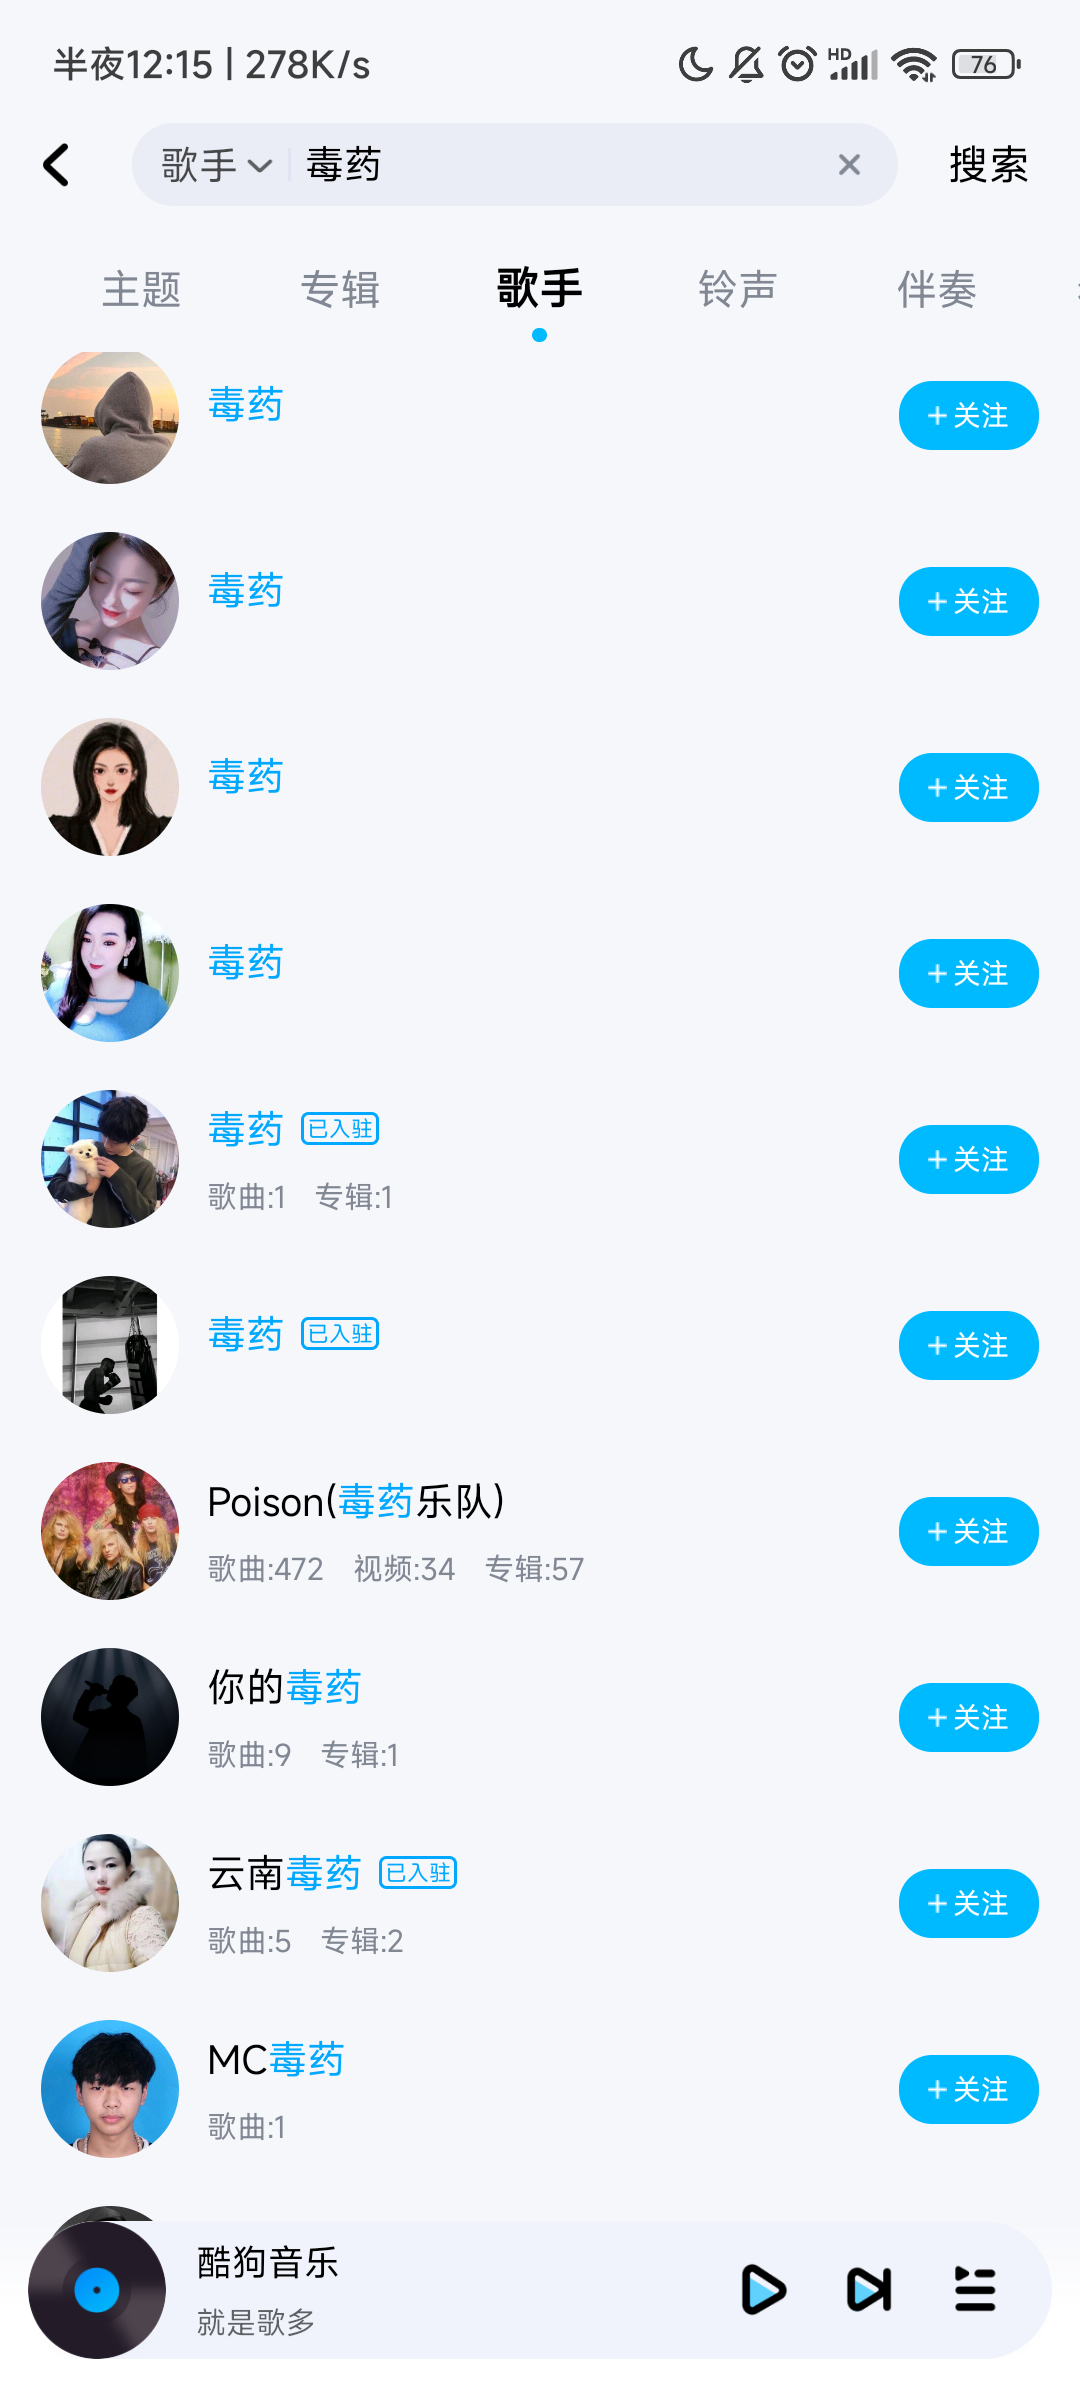 半夜12:15 | 278K/s
HD
76
歌手
毒药
搜索
主题 专辑 歌手 铃声 伴奏
毒药
+关注
毒药
+关注
毒药
+关注
毒药
+关注
毒药 已入驻
歌曲:1 专辑:1
+关注
毒药 已入驻
+关注
Poison(毒药乐队)
歌曲:472 视频:34 专辑:57
+关注
你的毒药
歌曲:9 专辑:1
+关注
云南毒药 已入驻
歌曲:5 专辑:2
+关注
MC毒药
歌曲:1
+关注
酷狗音乐
就是歌多